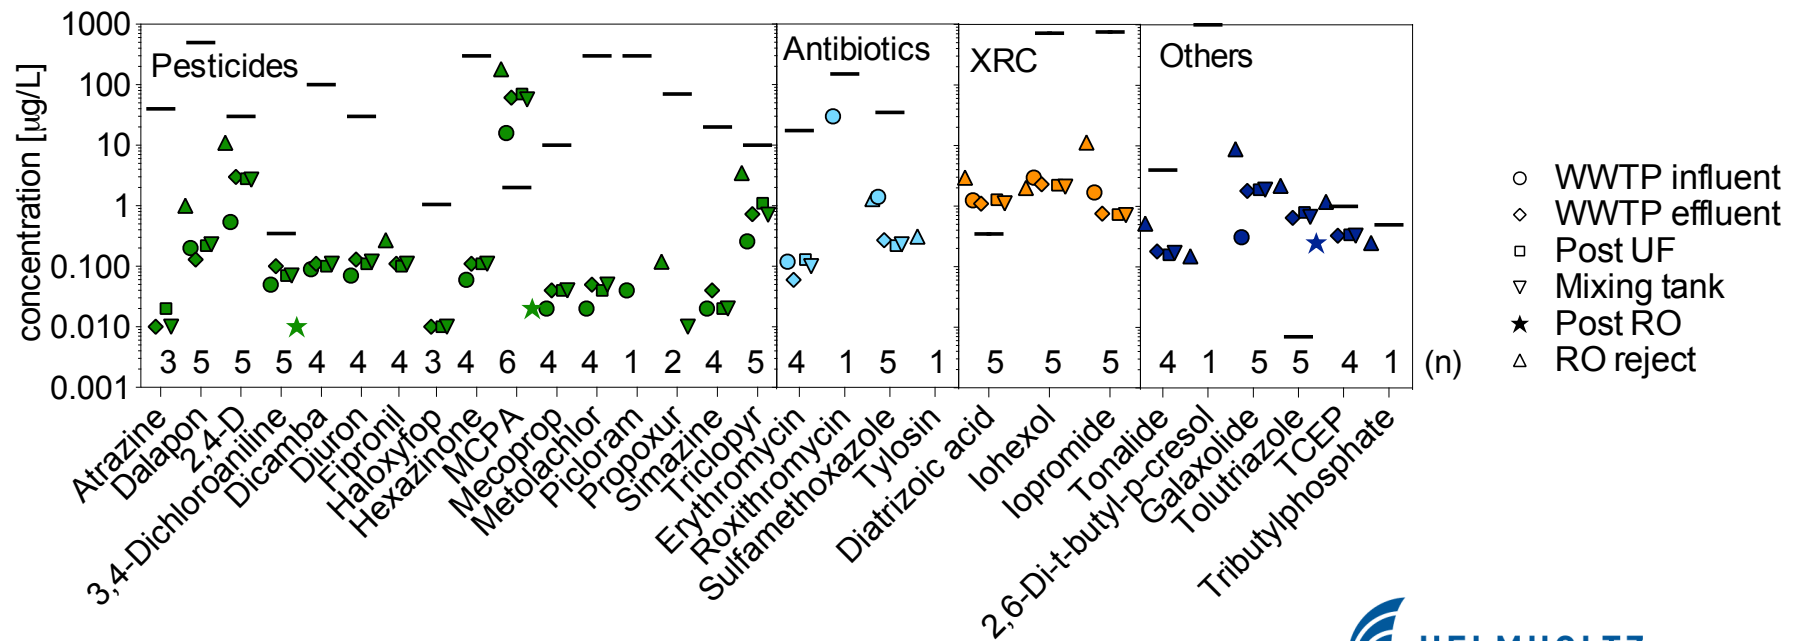 1000
100
10
1
0.100
0.010
0.001
concentration [µg/L]
Pesticides
Antibiotics
XRC
Others
3 5 5 5 4 4 4 3 4 6 4 4 1 2 4 5 4 1 5 1 5 5 5 4 1 5 5 4 1 (n)
Atrazine
Dalapon
2,4-D
3,4-Dichloroaniline
Dicamba
Diuron
Fipronil
Haloxyfop
Hexazinone
MCPA
Mecoprop
Metolachlor
Picloram
Propoxur
Simazine
Triclopyr
Erythromycin
Roxithromycin
Sulfamethoxazole
Tylosin
Diatrizoic acid
Iohexol
Iopromide
Tonalide
2,6-Di-t-butyl-p-cresol
Galaxolide
Tolutriazole
TCEP
Tributylphosphate
WWTP influent
WWTP effluent
Post UF
Mixing tank
Post RO
RO reject
HELMHOLTZ